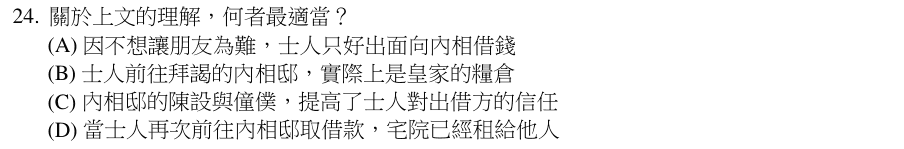 24. 關於上文的理解，何者最適當？
(A) 因不想讓朋友為難，士人只好出面向內相借錢
(B) 士人前往拜謁的內相邸，實際上是皇家的糧倉
(C) 內相邸的陳設與僮僕，提高了士人對出借方的信任
(D) 當士人再次前往內相邸取借款，宅院已經租給他人